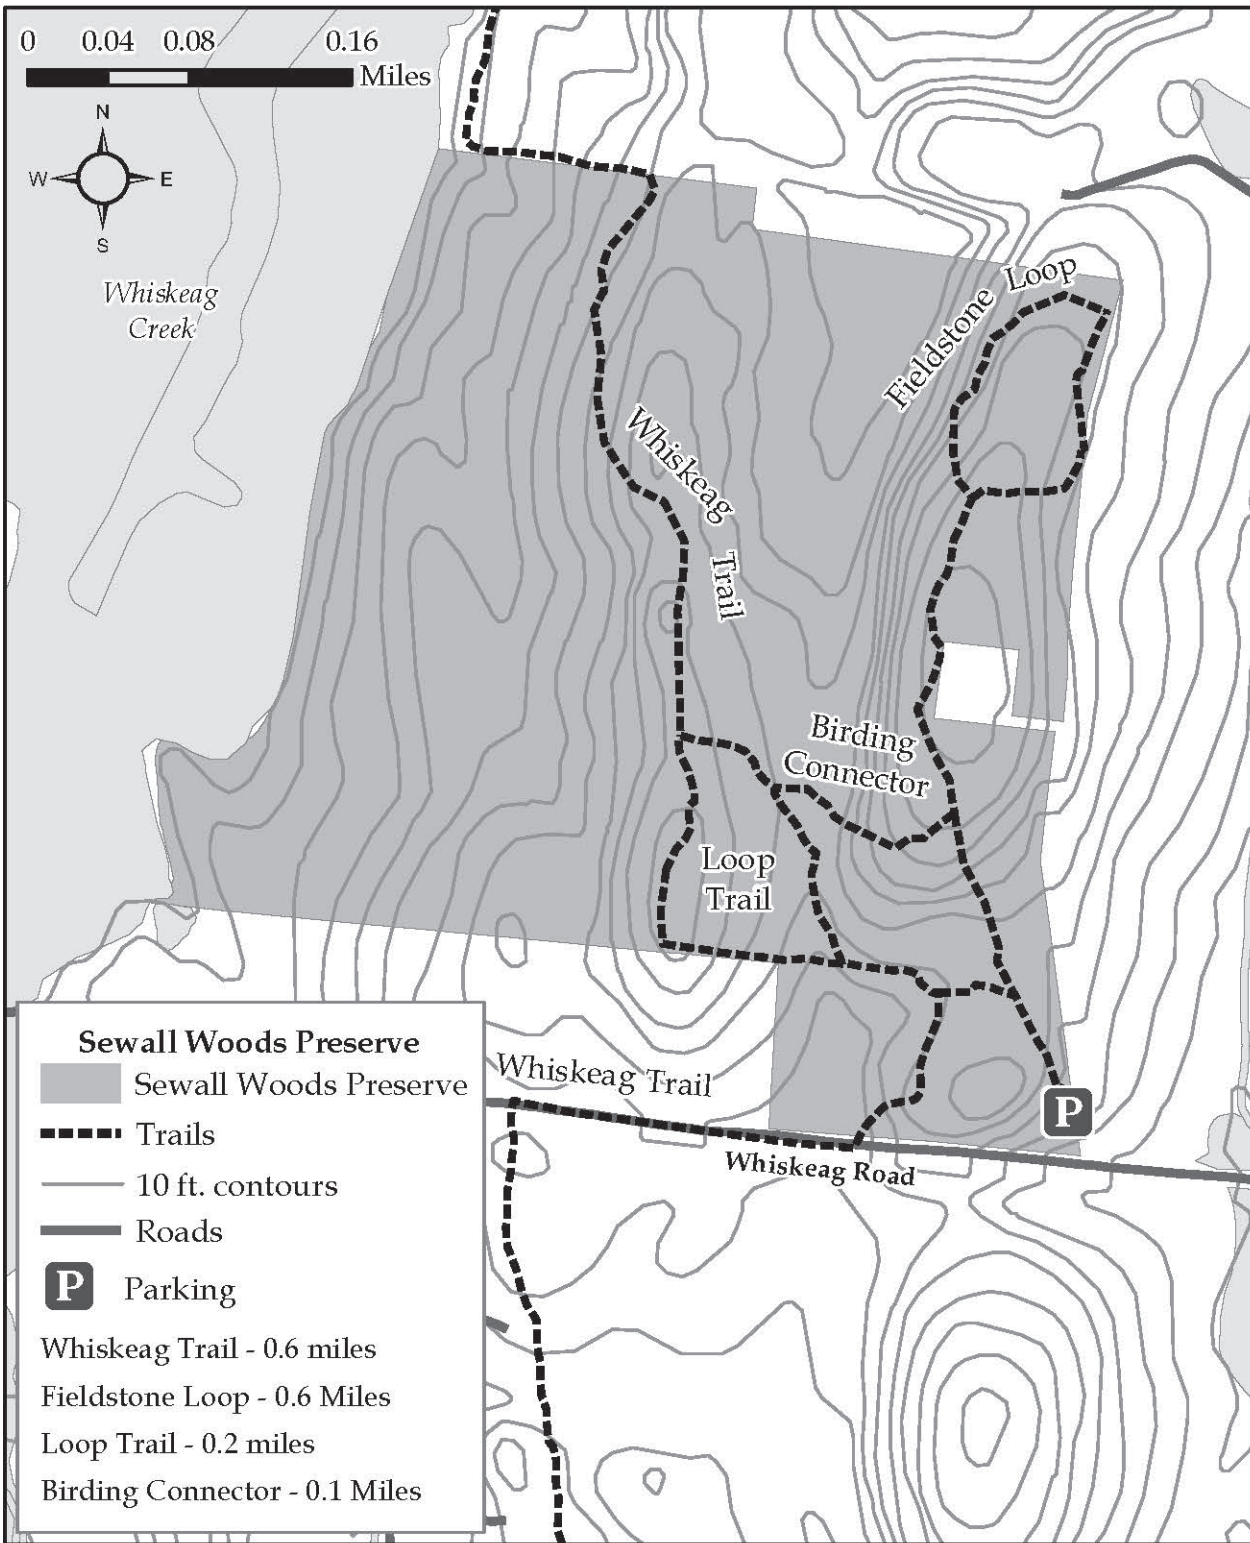 0 0.04 0.08 0.16
Miles
N
W E
S
Whiskeag
Creek
Fieldstone Loop
Whiskeag
Trail
Birding
Connector
Loop
Trail
Whiskeag Trail
P
Whiskeag Road
Sewall Woods Preserve
Sewall Woods Preserve
Trails
10 ft. contours
Roads
P Parking
Whiskeag Trail - 0.6 miles
Fieldstone Loop - 0.6 Miles
Loop Trail - 0.2 miles
Birding Connector - 0.1 Miles